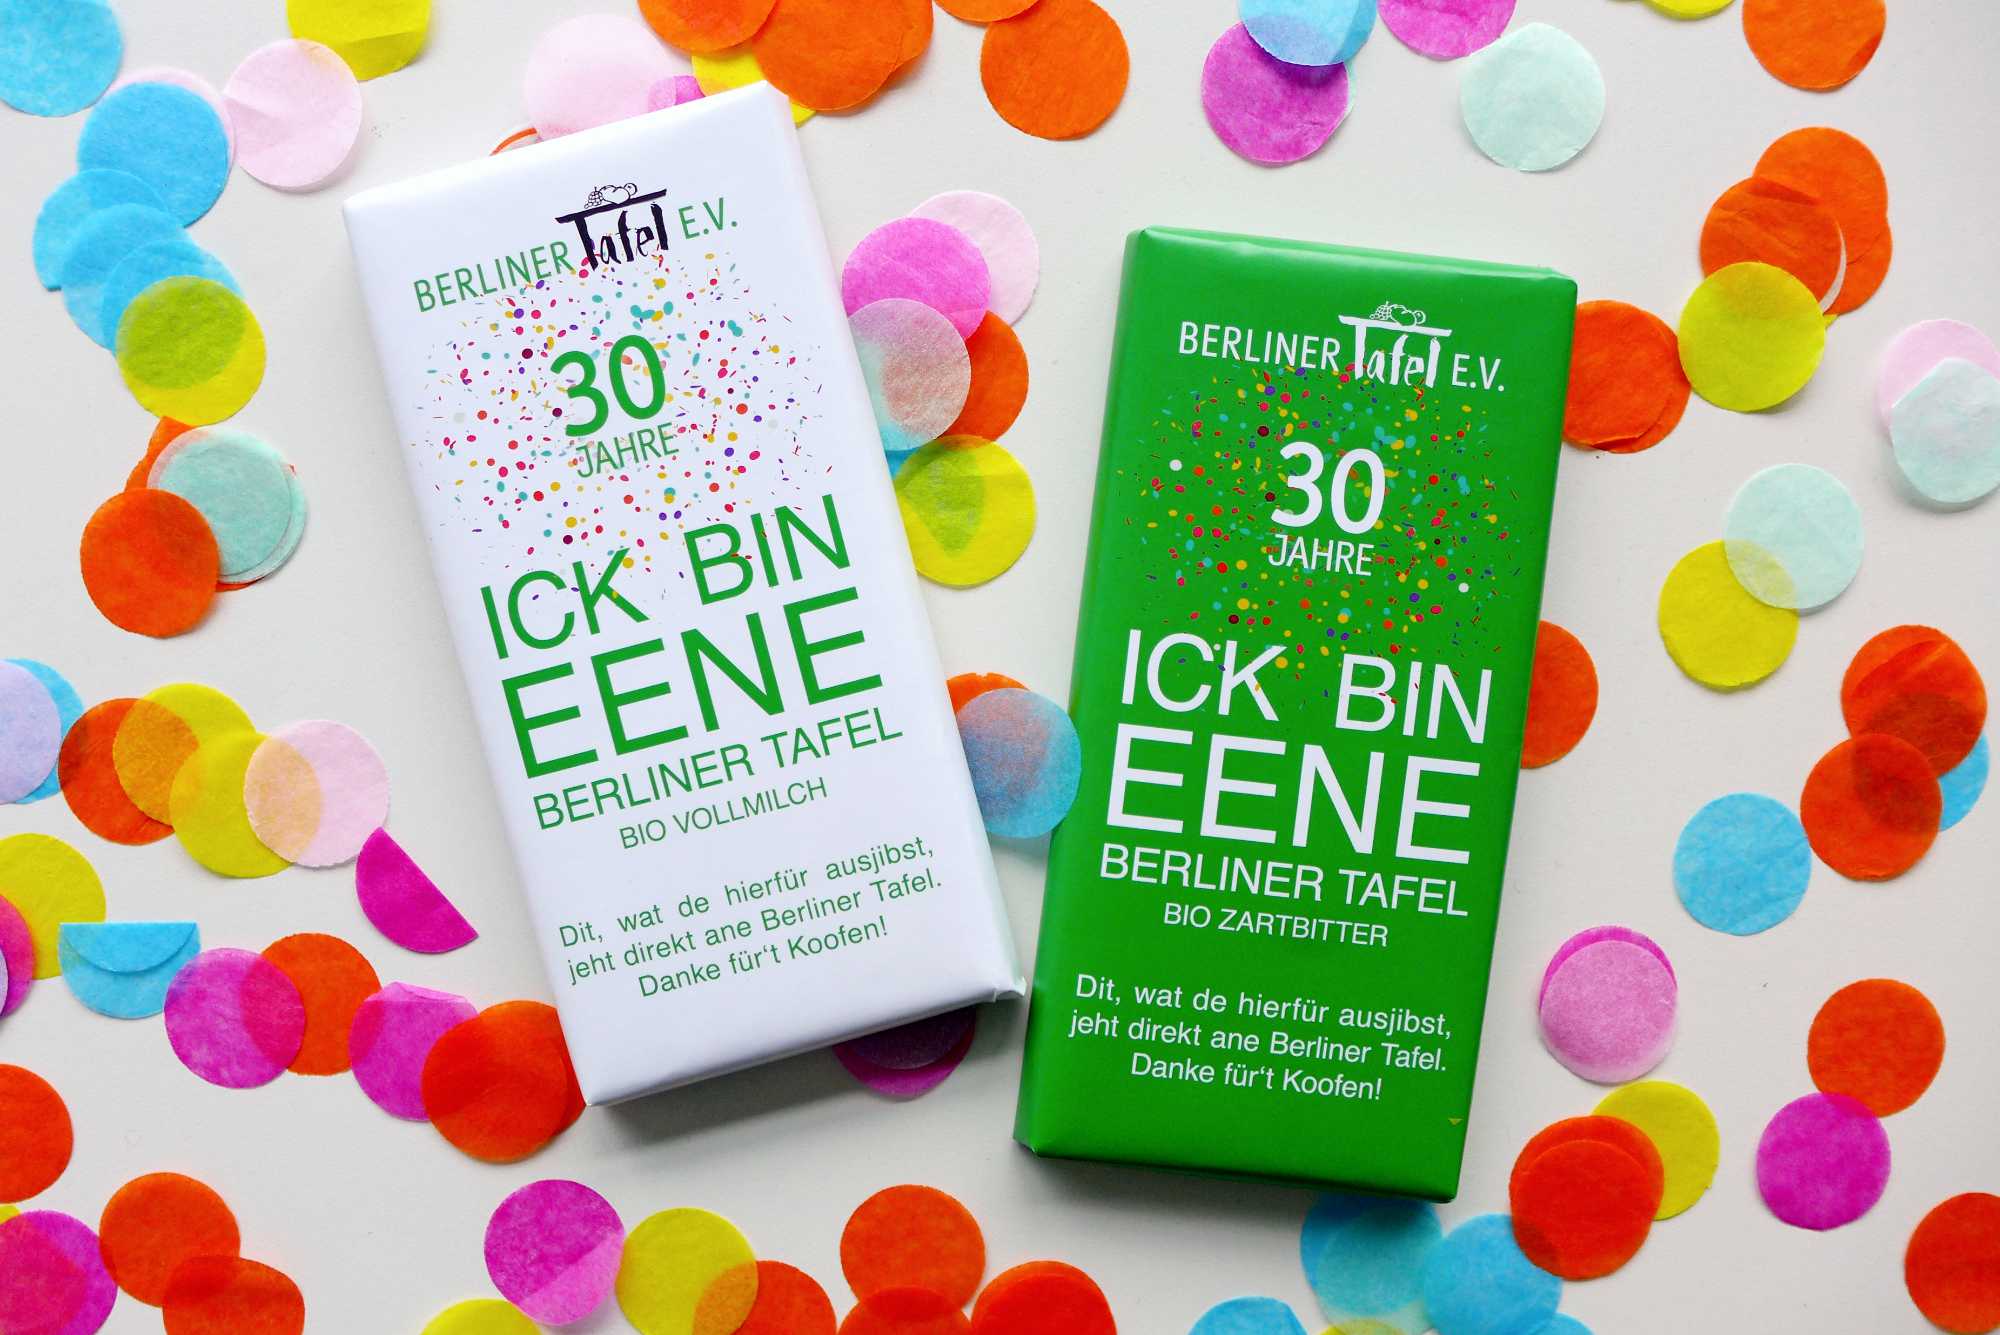 BERLINER Tafel E.V.
30
JAHRE
ICK BIN
EENE
BERLINER TAFEL
BIO VOLLMILCH
Dit, wat de hierfür ausjibst,
jeht direkt ane Berliner Tafel.
Danke für‘t Koofen!
BERLINER Tafel E.V.
30
JAHRE
ICK BIN
EENE
BERLINER TAFEL
BIO ZARTBITTER
Dit, wat de hierfür ausjibst,
jeht direkt ane Berliner Tafel.
Danke für‘t Koofen!